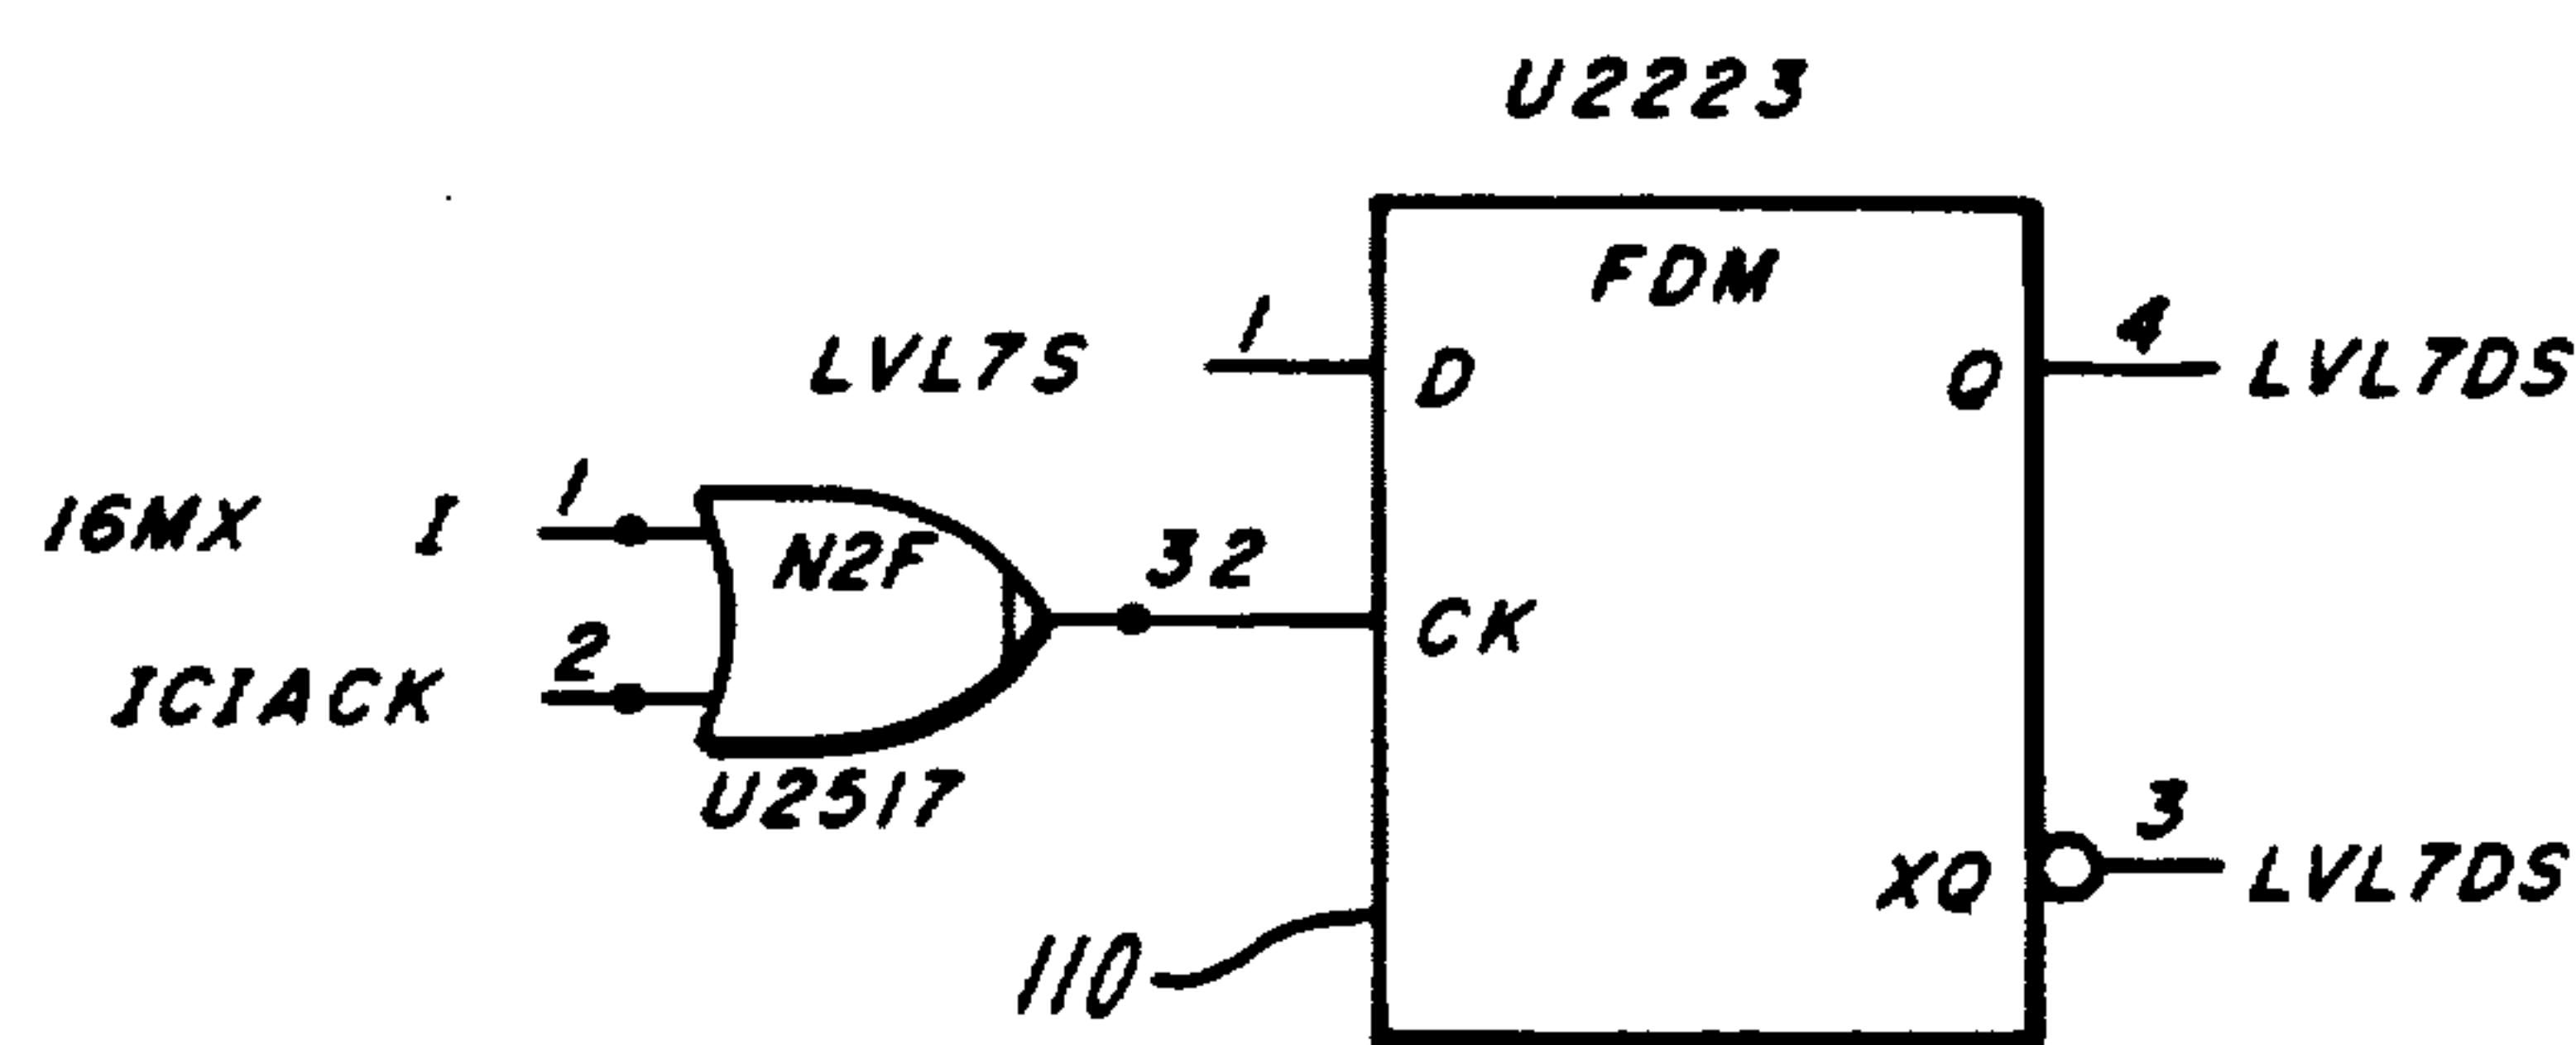 U2223
FDM
1
4
LVL7S
D
O
LVL7DS
1
16MX I
N2F
32
CK
2
ICIACK
U2517
3
XQ
LVL7DS
110